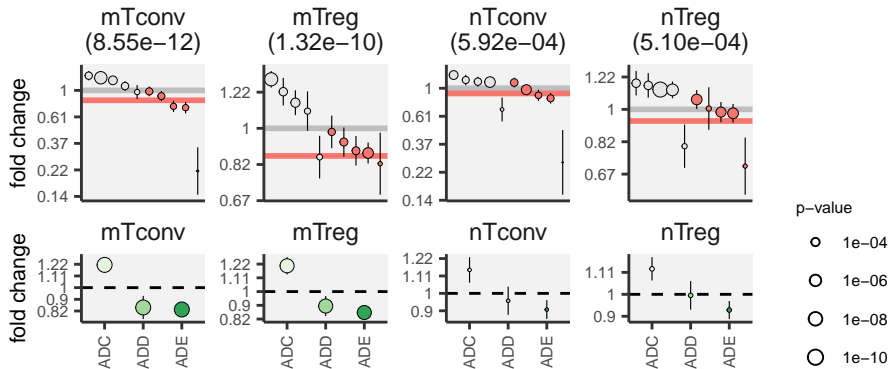 mTconv
(8.55e−12)
mTreg
(1.32e−10)
nTconv
(5.92e−04)
nTreg
(5.10e−04)
fold change
1
0.61
0.37
0.22
0.14
1.22
1
0.82
0.67
1
0.61
0.37
0.22
0.14
1.22
1
0.82
0.67
mTconv
mTreg
nTconv
nTreg
fold change
1.22
1.11
1
0.9
0.82
1.22
1.11
1
0.9
0.82
1.22
1.11
1
0.9
1.11
1
0.9
ADC
ADD
ADE
ADC
ADD
ADE
ADC
ADD
ADE
ADC
ADD
ADE
p−value
1e−04
1e−06
1e−08
1e−10